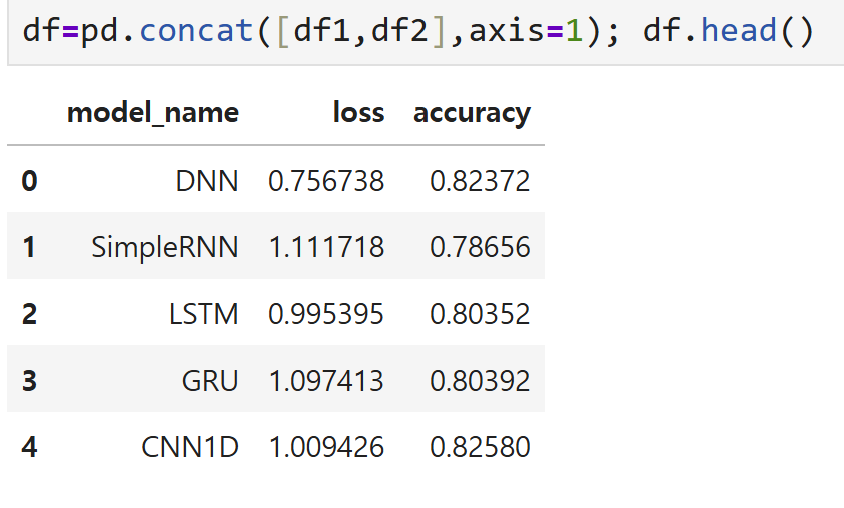 df=pd.concat([df1,df2],axis=1); df.head()
model_name loss accuracy
0 DNN 0.756738 0.82372
1 SimpleRNN 1.111718 0.78656
2 LSTM 0.995395 0.80352
3 GRU 1.097413 0.80392
4 CNN1D 1.009426 0.82580